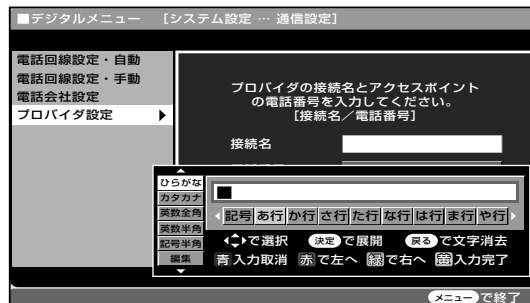 ■デジタルメニュー [システム設定 … 通信設定]
電話回線設定・自動
電話回線設定・手動
電話会社設定
プロバイダ設定
プロバイダの接続名とアクセスポイント
の電話番号を入力してください。
[接続名／電話番号]
接続名
ひらがな
カタカナ
英数全角
英数半角
記号半角
編集
記号 あ行 か行 さ行 た行 な行 は行 ま行 や行
で選択 決定で展開 戻るで文字消去
青入力取消 赤で左へ 緑で右へ 黄入力完了
メニューで終了